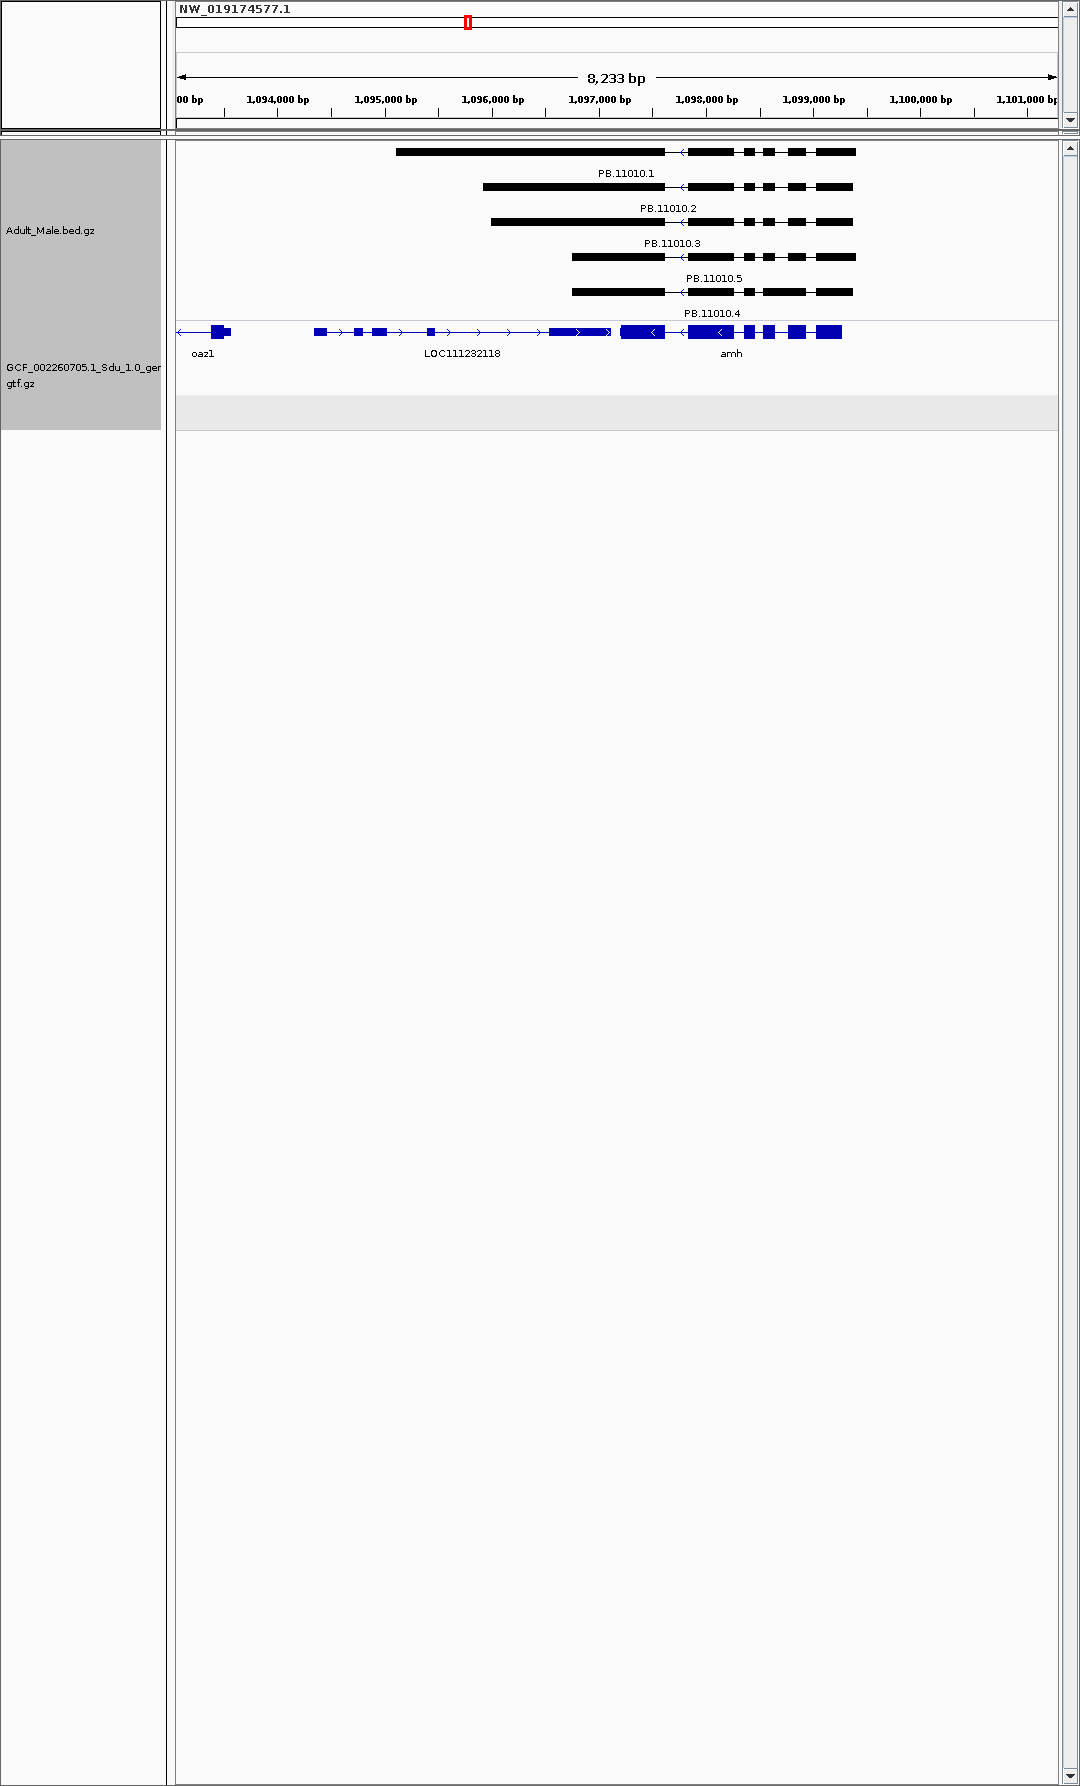 NW_019174577.1
8,233 bp
00 bp 1,094,000 bp 1,095,000 bp 1,096,000 bp 1,097,000 bp 1,098,000 bp 1,099,000 bp 1,100,000 bp 1,101,000 bp
PB.11010.1
PB.11010.2
Adult_Male.bed.gz
PB.11010.3
PB.11010.5
PB.11010.4
oaz1 LOC111232118 amh
GCF_002260705.1_Sdu_1.0_ger
gtf.gz